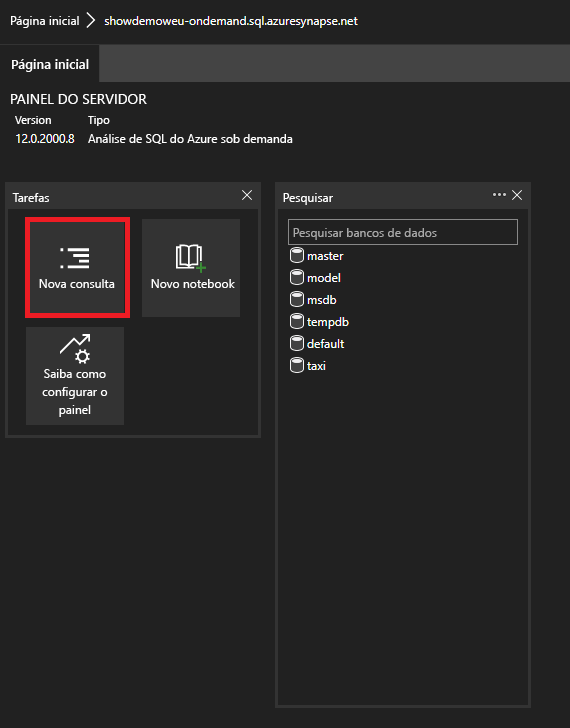 Página inicial > showdemoweu-ondemand.sql.azuresynapse.net
Página inicial
PAINEL DO SERVIDOR
Version Tipo
12.0.2000.8 Análise de SQL do Azure sob demanda
Tarefas
Nova consulta
Novo notebook
Saiba como
configurar o
painel
Pesquisar
Pesquisar bancos de dados
master
model
msdb
tempdb
default
taxi